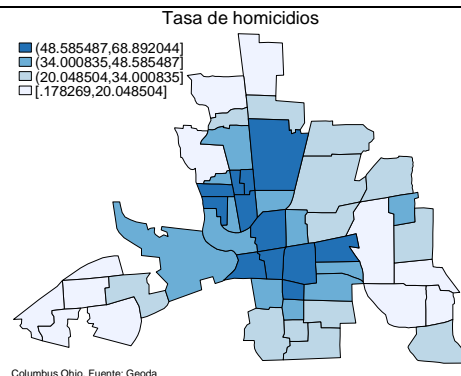 Tasa de homicidios
(48.585487,68.892044]
(34.000835,48.585487]
(20.048504,34.000835]
[.178269,20.048504]
Columbus Ohio. Fuente: Geoda